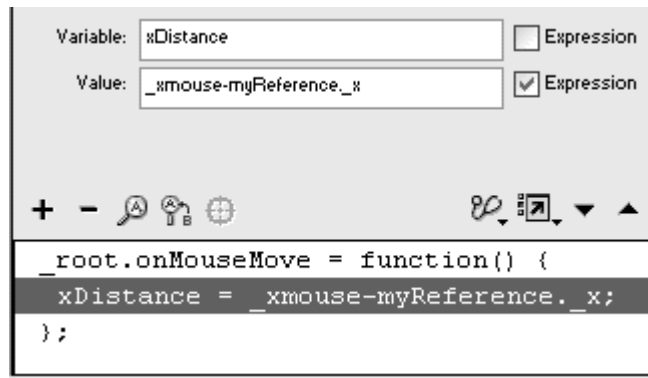 Variable: xDistance Expression
Value: _xmouse-myReference._x Expression
_root.onMouseMove = function() {
xDistance = _xmouse-myReference._x;
};